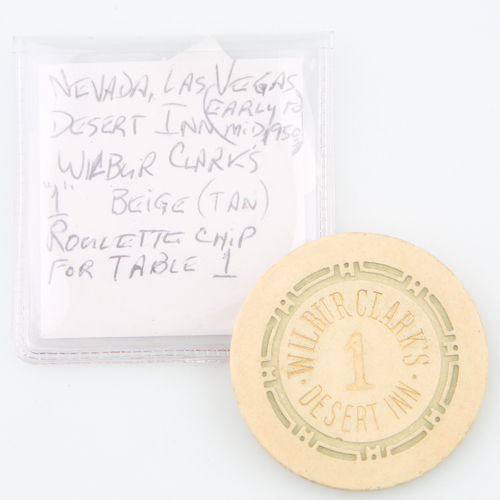 NEVADA, LAS VEGAS
DESERT INN (EARLY TO MID 1950s)
WILBUR CLARK'S
"1" BEIGE (TAN)
ROULETTE CHIP
FOR TABLE 1
WILBUR CLARK'S
1
· DESERT INN ·